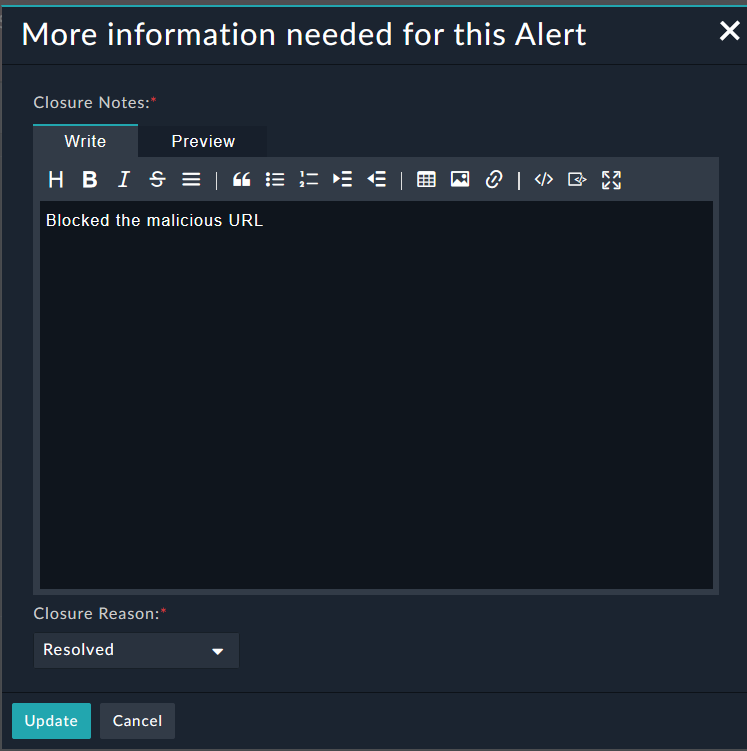 More information needed for this Alert
Closure Notes:*
Write Preview
Blocked the malicious URL
Closure Reason:*
Resolved
Update Cancel